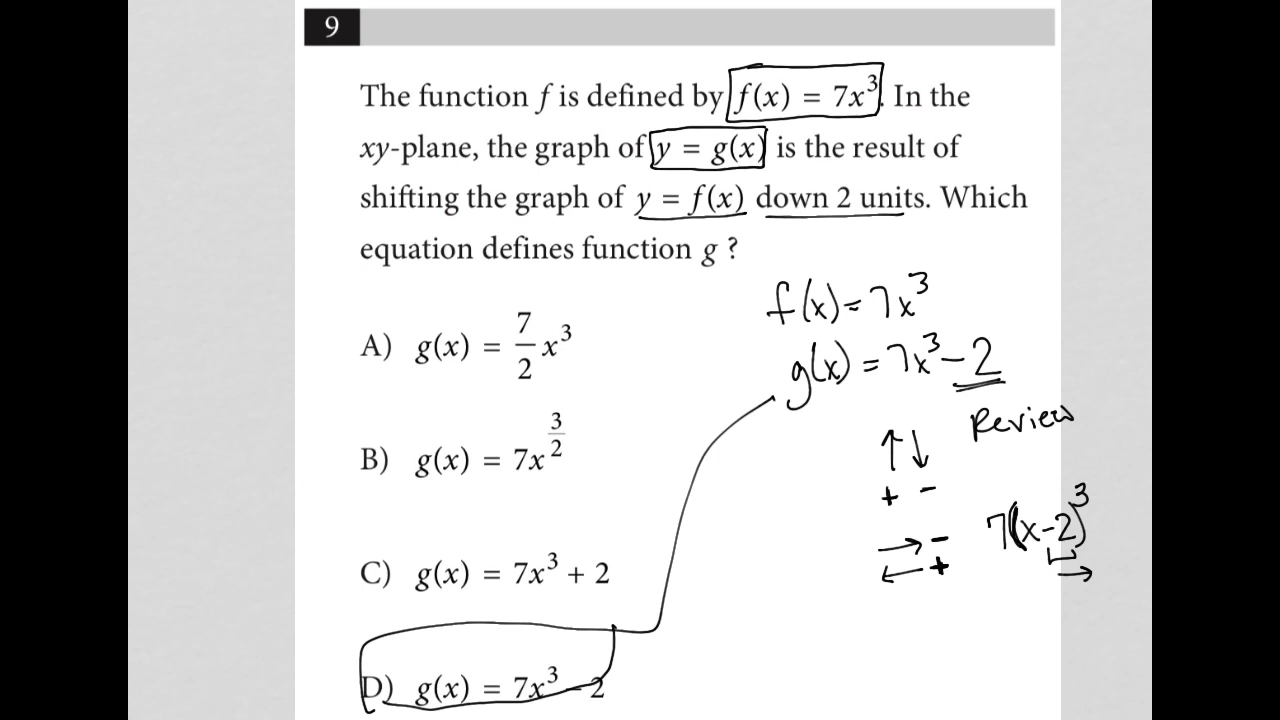 9
The function f is defined by f(x) = 7x³. In the
xy-plane, the graph of y = g(x) is the result of
shifting the graph of y = f(x) down 2 units. Which
equation defines function g ?
f(x) = 7x³
g(x) = 7x³ - 2
A) g(x) = 7/2 x³
Review
↑ ↓
+ -
B) g(x) = 7x^(3/2)
7(x-2)³
→ -
← +
→
C) g(x) = 7x³ + 2
D) g(x) = 7x³ − 2